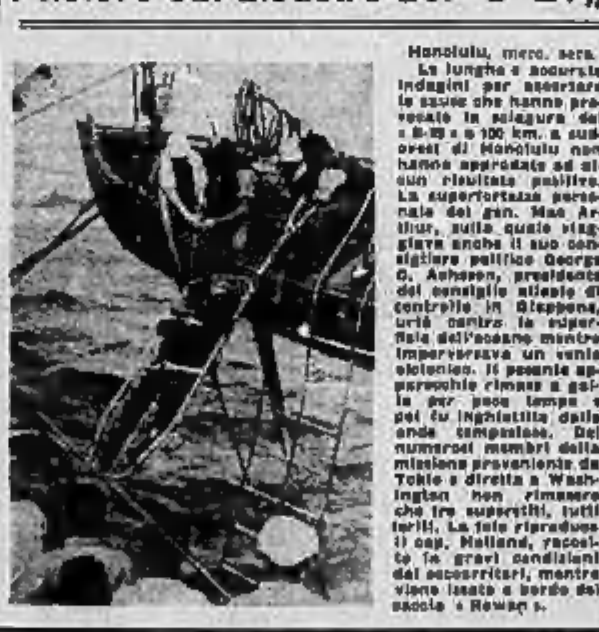 Honolulu, merc. sera.
La lunghe e accurate
indagini per accertare
le cause che hanno pro
vocato la sciagura del
a 100 km. a sud
ovest di Honolulu non
hanno approdato ad al
cun risultato positivo.
La superfortezza perso
nale del gen. Mac Ar
thur, sulla quale viag
giava anche il suo con
sigliere politico George
C. Acheson, presidente
del consiglio alleato di
controllo in Giappone,
urtò contro la super
ficie dell'oceano mentre
imperversava un vento
ciclonico. Il pesante ap
parecchio rimase a gal
la per poco tempo e
poi fu inghiottito dalle
onde tempestose. Dei
numerosi membri della
missione proveniente da
Tokio e diretta a Wash
ington non rimasero
che tre superstiti, tutti
feriti. La foto riproduce
il cap. Holland, raccol
to in gravi condizioni
dai soccorritori, mentre
viene issato a bordo del
« Rowan ».